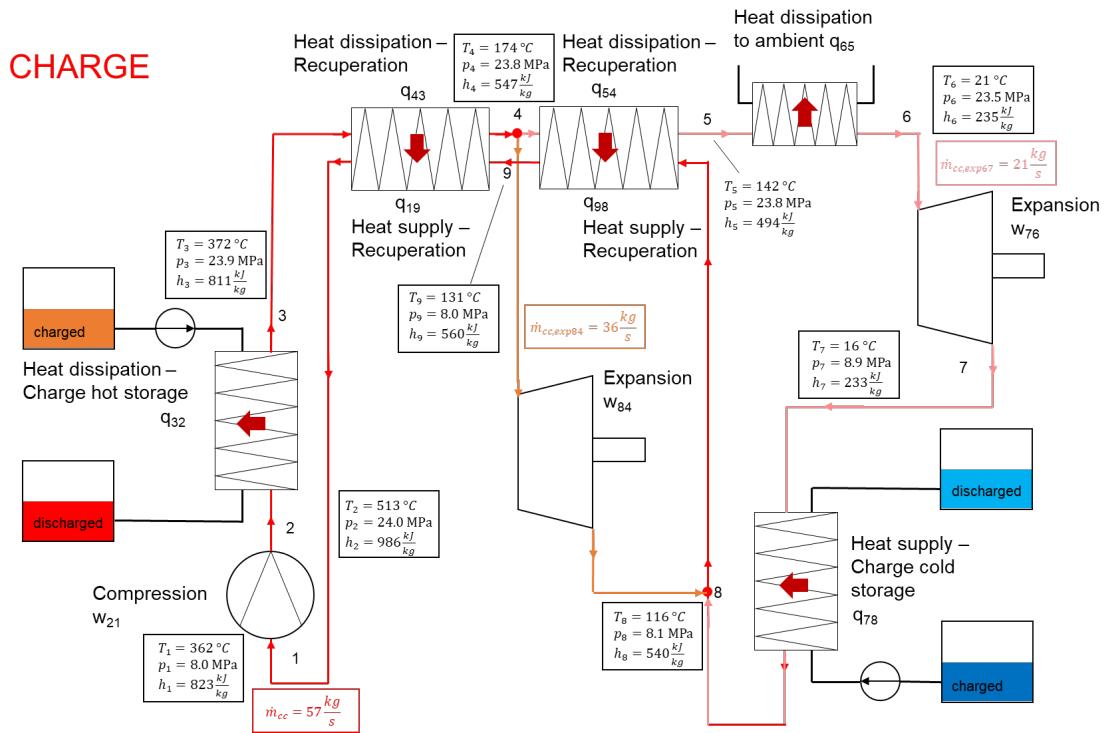 CHARGE
Heat dissipation –
Recuperation
q43
T4 = 174 °C
p4 = 23.8 MPa
h4 = 547 kJ/kg
4
Heat dissipation –
Recuperation
q54
Heat dissipation
to ambient q65
5
6
T6 = 21 °C
p6 = 23.5 MPa
h6 = 235 kJ/kg
ṁcc,exp67 = 21 kg/s
9
q19
Heat supply –
Recuperation
q98
Heat supply –
Recuperation
T5 = 142 °C
p5 = 23.8 MPa
h5 = 494 kJ/kg
Expansion
w76
T3 = 372 °C
p3 = 23.9 MPa
h3 = 811 kJ/kg
3
T9 = 131 °C
p9 = 8.0 MPa
h9 = 560 kJ/kg
ṁcc,exp84 = 36 kg/s
charged
Heat dissipation –
Charge hot storage
q32
Expansion
w84
T7 = 16 °C
p7 = 8.9 MPa
h7 = 233 kJ/kg
7
discharged
2
T2 = 513 °C
p2 = 24.0 MPa
h2 = 986 kJ/kg
discharged
Heat supply –
Charge cold
storage
q78
Compression
w21
8
T8 = 116 °C
p8 = 8.1 MPa
h8 = 540 kJ/kg
T1 = 362 °C
p1 = 8.0 MPa
h1 = 823 kJ/kg
1
ṁcc = 57 kg/s
charged